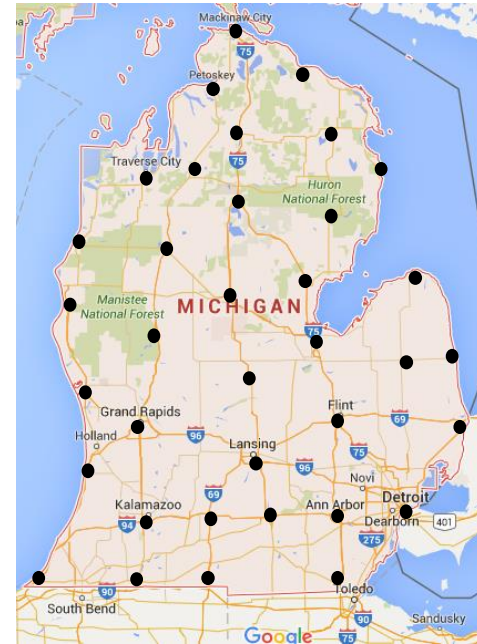 Mackinaw City
75
Petoskey
Traverse City
75
Huron
National Forest
Manistee
National Forest
MICHIGAN
75
Grand Rapids
Flint
69
Holland
96
Lansing
75
96
Novi
69
Kalamazoo
Ann Arbor
Detroit
94
Dearborn
401
275
90
South Bend
Toledo
90
Sandusky
75
Google